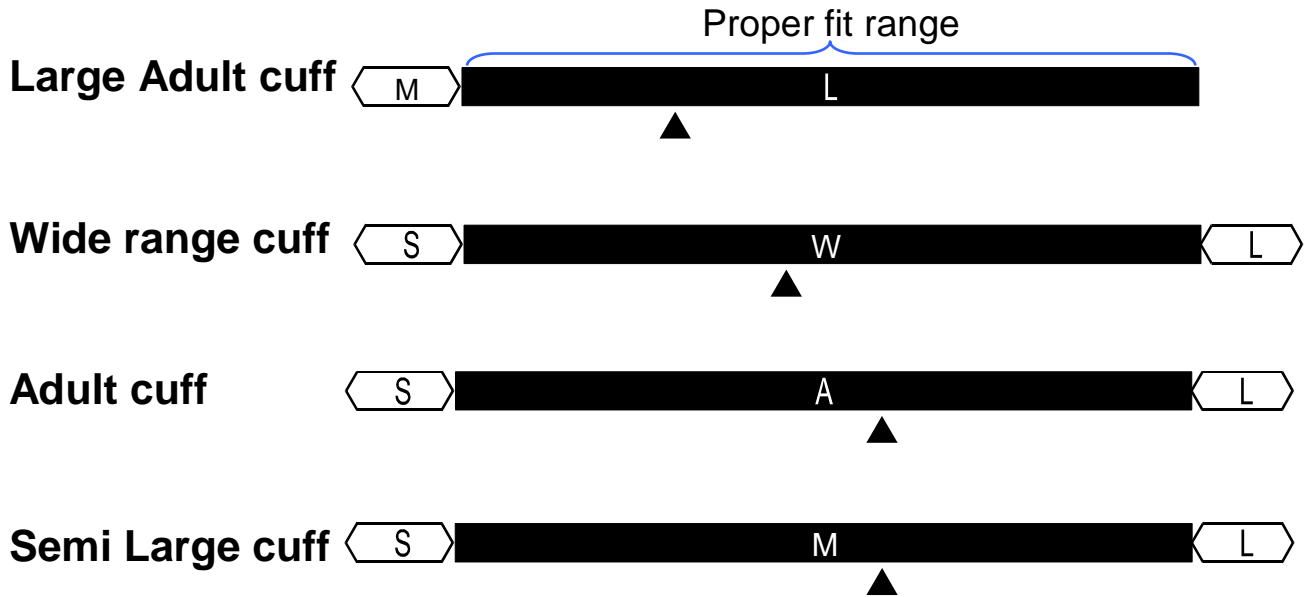 Proper fit range
Large Adult cuff M L
Wide range cuff S W L
Adult cuff S A L
Semi Large cuff S M L